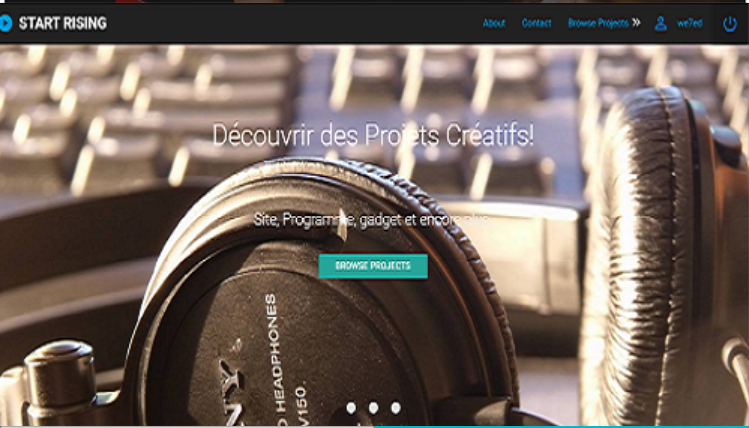 START RISING
About Contact Browse Projects » we7ed
Découvrir des Projets Créatifs!
Site, Programme, gadget et encore plus
BROWSE PROJECTS
HEADPHONES
V150